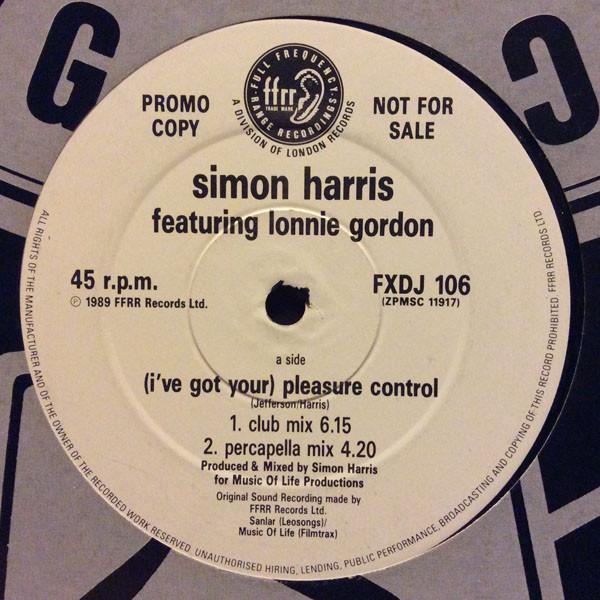 G
C
FULL FREQUENCY
RANGE RECORDINGS
ffrr
TRADE MARK
A DIVISION OF LONDON RECORDS
PROMO
COPY
NOT FOR
SALE
simon harris
featuring lonnie gordon
45 r.p.m.
℗ 1989 FFRR Records Ltd.
FXDJ 106
(ZPMSC 11917)
a side
(i've got your) pleasure control
(Jefferson/Harris)
1. club mix 6.15
2. percapella mix 4.20
Produced & Mixed by Simon Harris
for Music Of Life Productions
Original Sound Recording made by
FFRR Records Ltd.
Sanlar (Leosongs)/
Music Of Life (Filmtrax)
ALL RIGHTS OF THE MANUFACTURER AND OF THE OWNER OF THE RECORDED WORK RESERVED. UNAUTHORISED HIRING, LENDING, PUBLIC PERFORMANCE, BROADCASTING AND COPYING OF THIS RECORD PROHIBITED. FFRR RECORDS LTD.